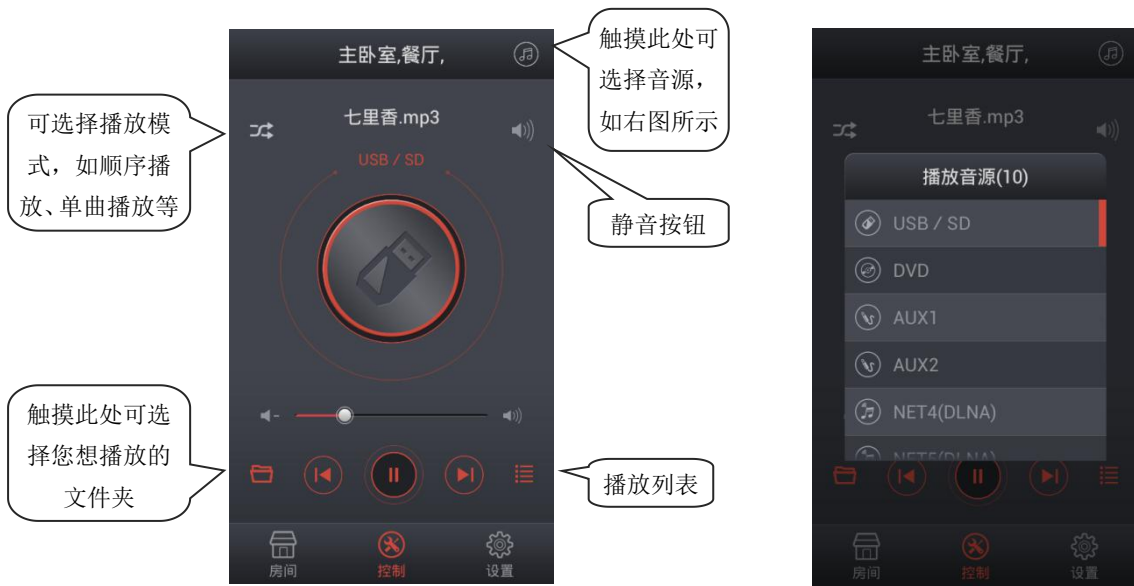 主卧室,餐厅,
触摸此处可
选择音源，
如右图所示
可选择播放模
式，如顺序播
放、单曲播放等
七里香.mp3
USB / SD
静音按钮
触摸此处可选
择您想播放的
文件夹
播放列表
房间
控制
设置
主卧室,餐厅,
七里香.mp3
播放音源(10)
USB / SD
DVD
AUX1
AUX2
NET4(DLNA)
NET5(DLNA)
房间
控制
设置